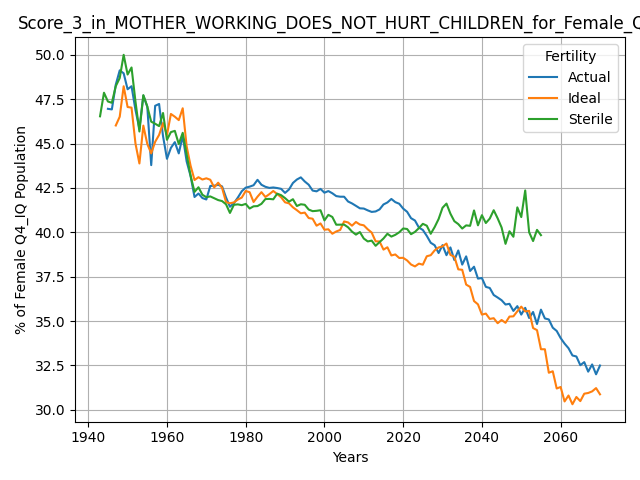 Score_3_in_MOTHER_WORKING_DOES_NOT_HURT_CHILDREN_for_Female_Q
Fertility
Actual
Ideal
Sterile
% of Female Q4_IQ Population
50.0
47.5
45.0
42.5
40.0
37.5
35.0
32.5
30.0
1940
1960
1980
2000
2020
2040
2060
Years